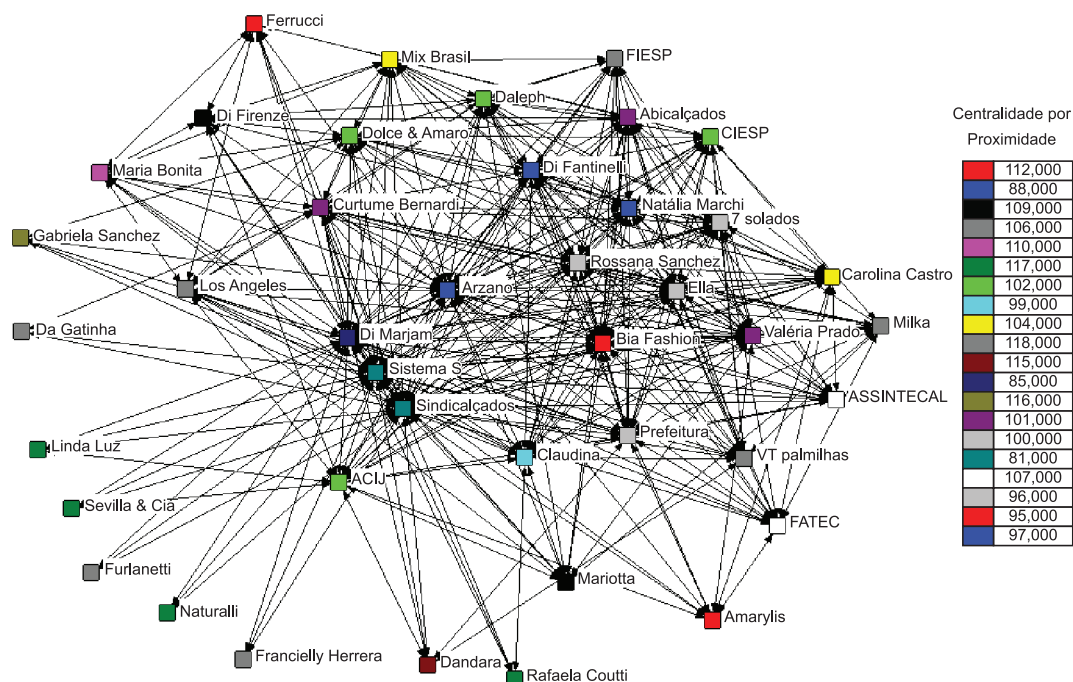 Ferrucci
Mix Brasil
FIESP
Daleph
Di Firenze
Abicalçados
Dolce & Amaro
CIESP
Maria Bonita
Di Fantinelli
Curtume Bernardi
Natália Marchi
7 solados
Gabriela Sanchez
Rossana Sanchez
Carolina Castro
Los Angeles
Arzano
Ella
Da Gatinha
Di Marjam
Bia Fashion
Valéria Prado
Milka
Sistema S
Sindicalçados
ASSINTECAL
Prefeitura
Linda Luz
Claudina
VT palmilhas
ACIJ
Sevilla & Cia
FATEC
Furlanetti
Mariotta
Naturalli
Amarylis
Francielly Herrera
Dandara
Rafaela Coutti
Centralidade por
Proximidade
112,000
88,000
109,000
106,000
110,000
117,000
102,000
99,000
104,000
118,000
115,000
85,000
116,000
101,000
100,000
81,000
107,000
96,000
95,000
97,000